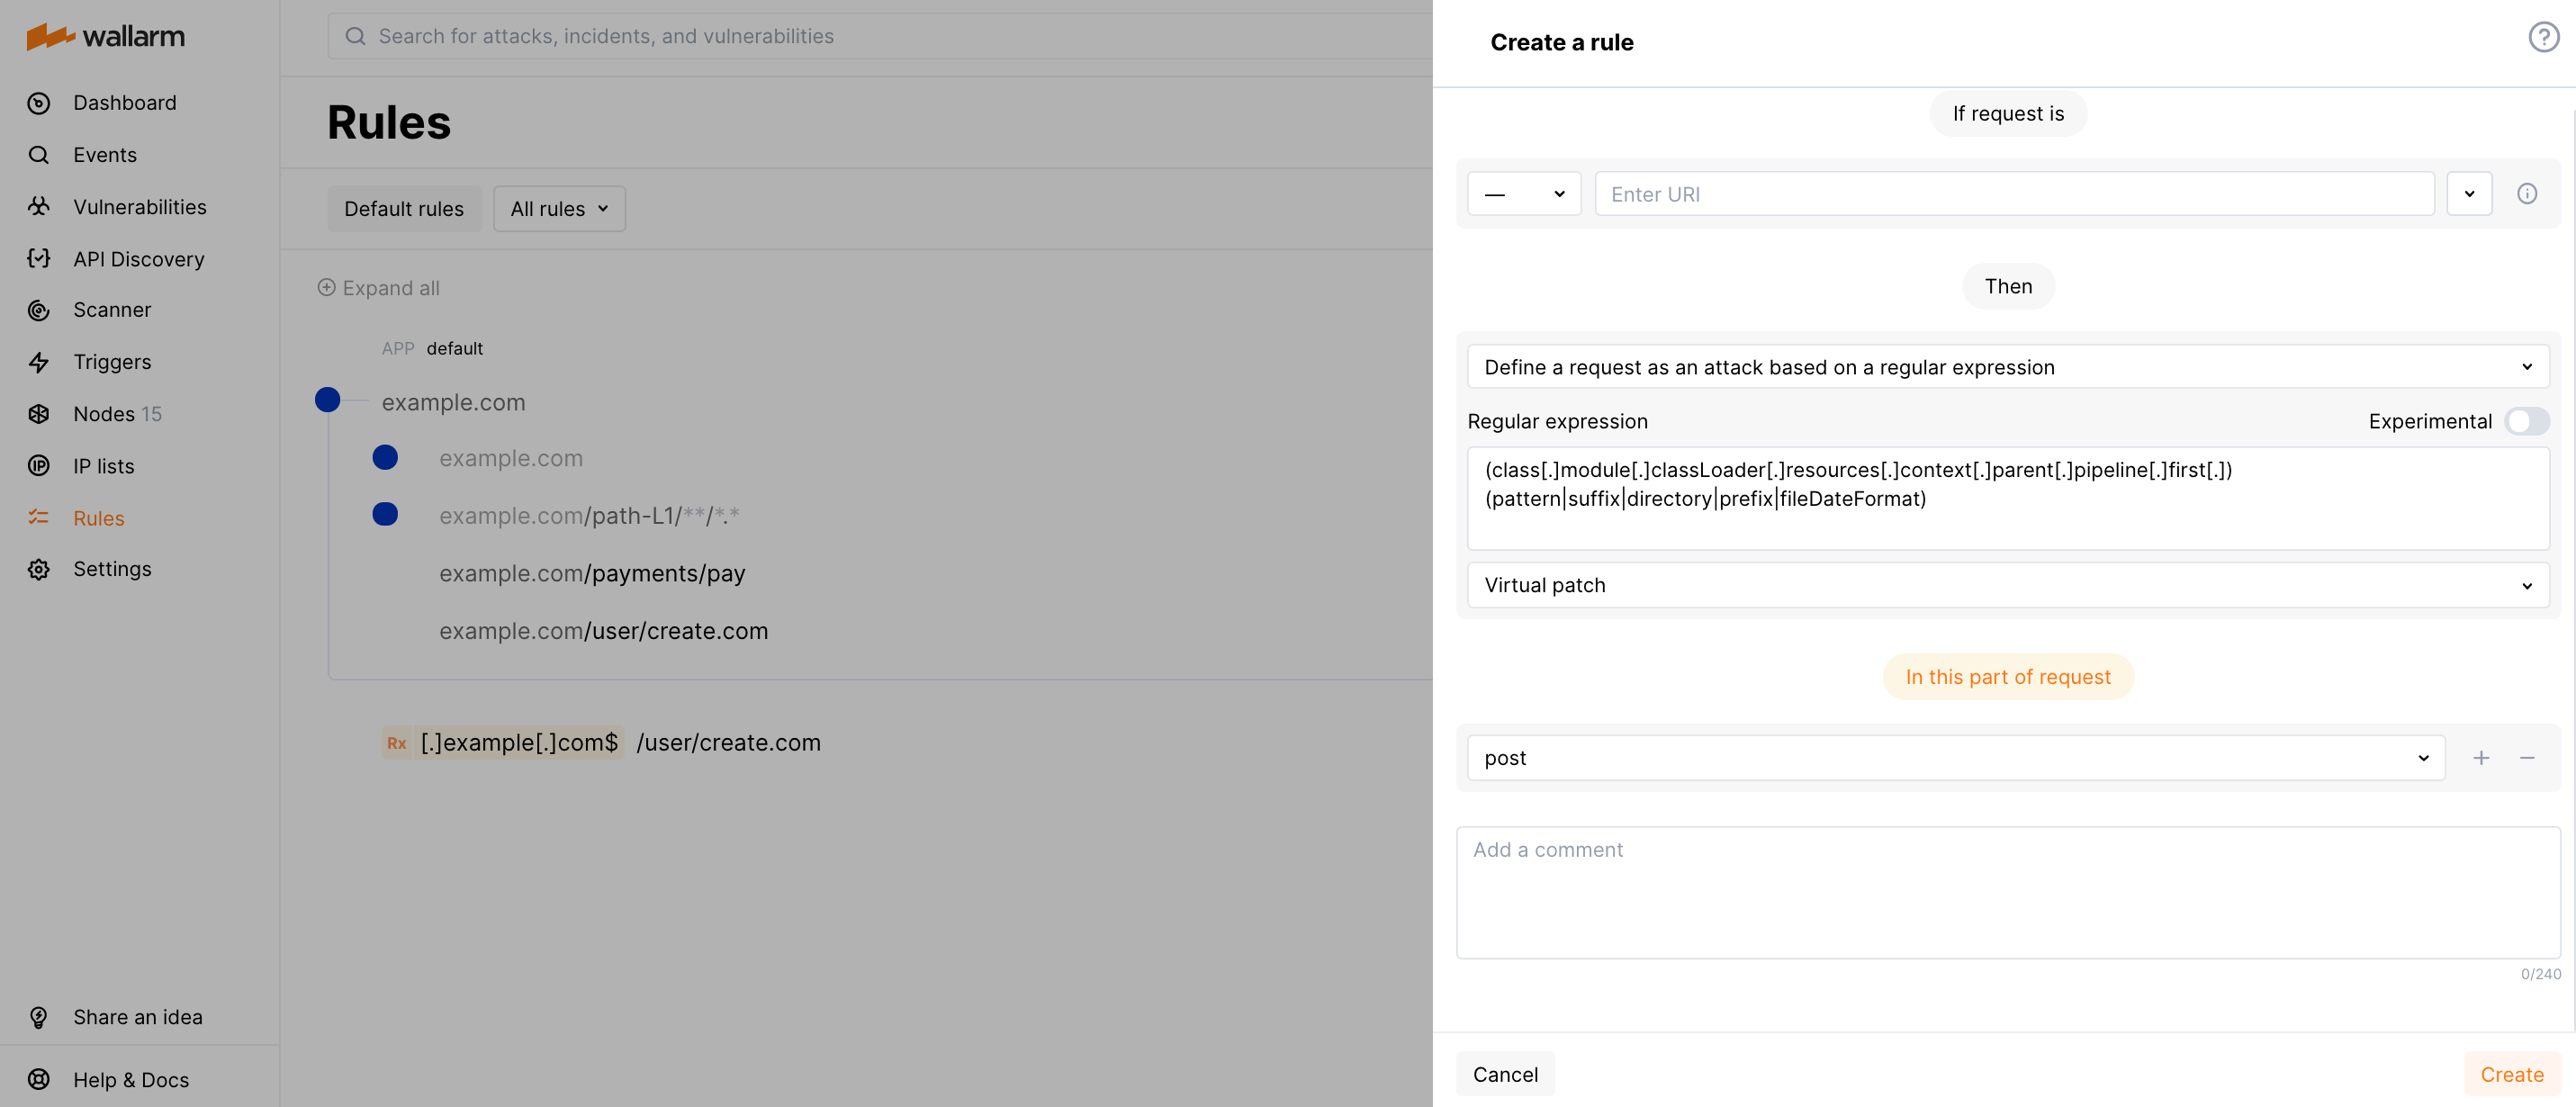 wallarm
Dashboard
Events
Vulnerabilities
API Discovery
Scanner
Triggers
Nodes 15
IP lists
Rules
Settings
Share an idea
Help & Docs
Search for attacks, incidents, and vulnerabilities
Rules
Default rules
All rules
Expand all
APP default
example.com
example.com
example.com/path-L1/**/*.*
example.com/payments/pay
example.com/user/create.com
Rx [.]example[.]com$ /user/create.com
Create a rule
If request is
—
Enter URI
Then
Define a request as an attack based on a regular expression
Regular expression
Experimental
(class[.]module[.]classLoader[.]resources[.]context[.]parent[.]pipeline[.]first[.])
(pattern|suffix|directory|prefix|fileDateFormat)
Virtual patch
In this part of request
post
Add a comment
0/240
Cancel
Create